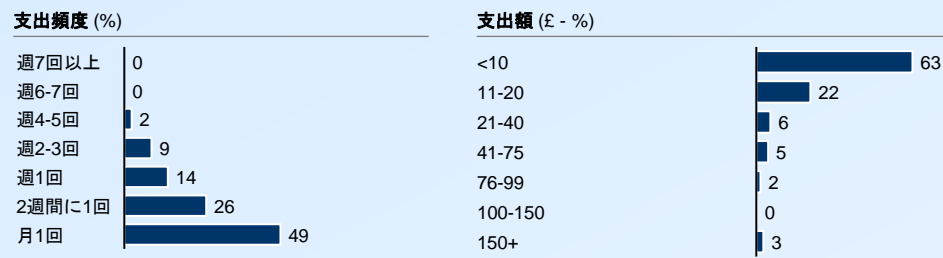 支出頻度 (%)
週7回以上 0
週6-7回 0
週4-5回 2
週2-3回 9
週1回 14
2週間に1回 26
月1回 49
支出額 (£ - %)
<10 63
11-20 22
21-40 6
41-75 5
76-99 2
100-150 0
150+ 3